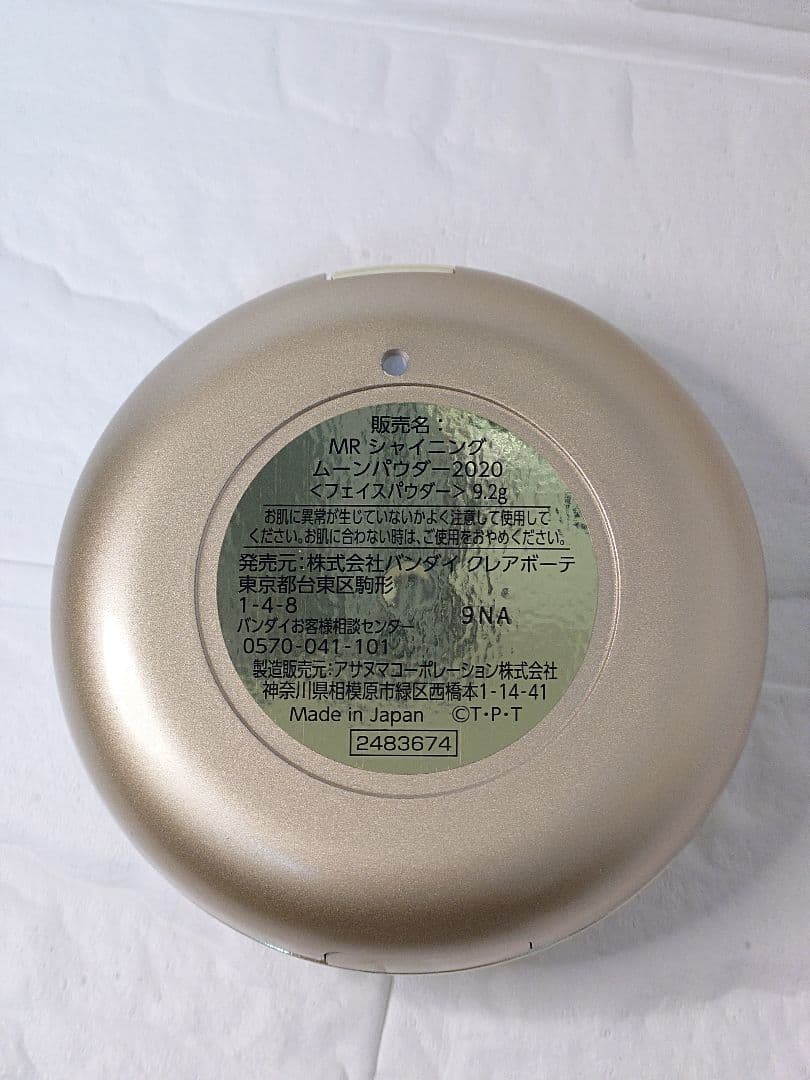 販売名：
MR シャイニング
ムーンパウダー2020
<フェイスパウダー> 9.2g
お肌に異常が生じていないかよく注意して使用して
ください。お肌に合わない時は、ご使用をおやめください。
発売元：株式会社バンダイ クレアボーテ
東京都台東区駒形
1-4-8
9NA
バンダイお客様相談センター
0570-041-101
製造販売元：アサヌマコーポレーション株式会社
神奈川県相模原市緑区西橋本1-14-41
Made in Japan ©T・P・T
2483674